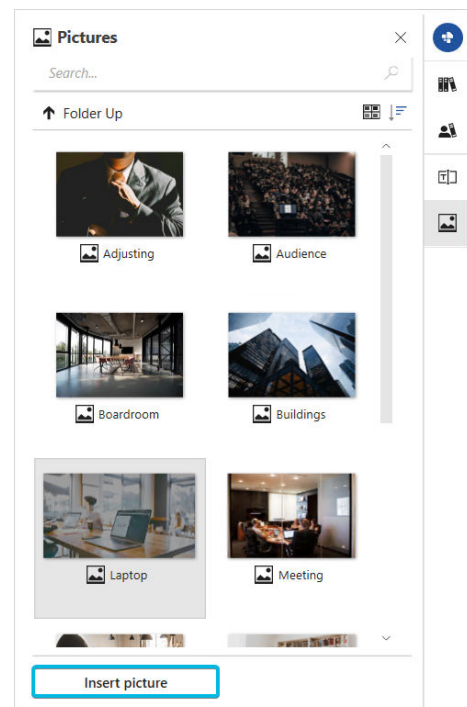 Pictures
Search...
Folder Up
Adjusting
Audience
Boardroom
Buildings
Laptop
Meeting
Insert picture